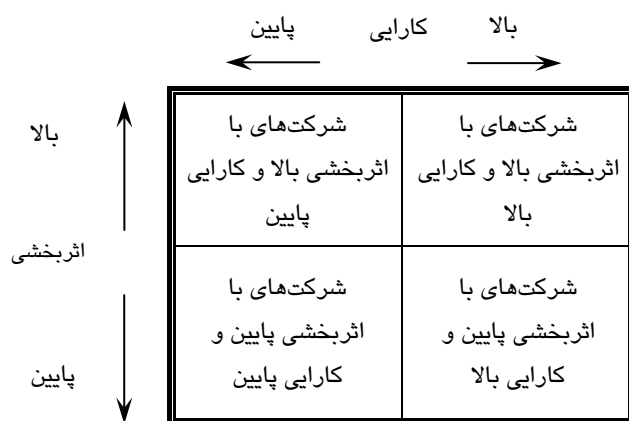 بالا کارایی پایین
شرکت‌های با
اثربخشی بالا و کارایی
بالا
شرکت‌های با
اثربخشی بالا و کارایی
پایین
بالا
اثربخشی
شرکت‌های با
اثربخشی پایین و
کارایی بالا
شرکت‌های با
اثربخشی پایین و
کارایی پایین
پایین